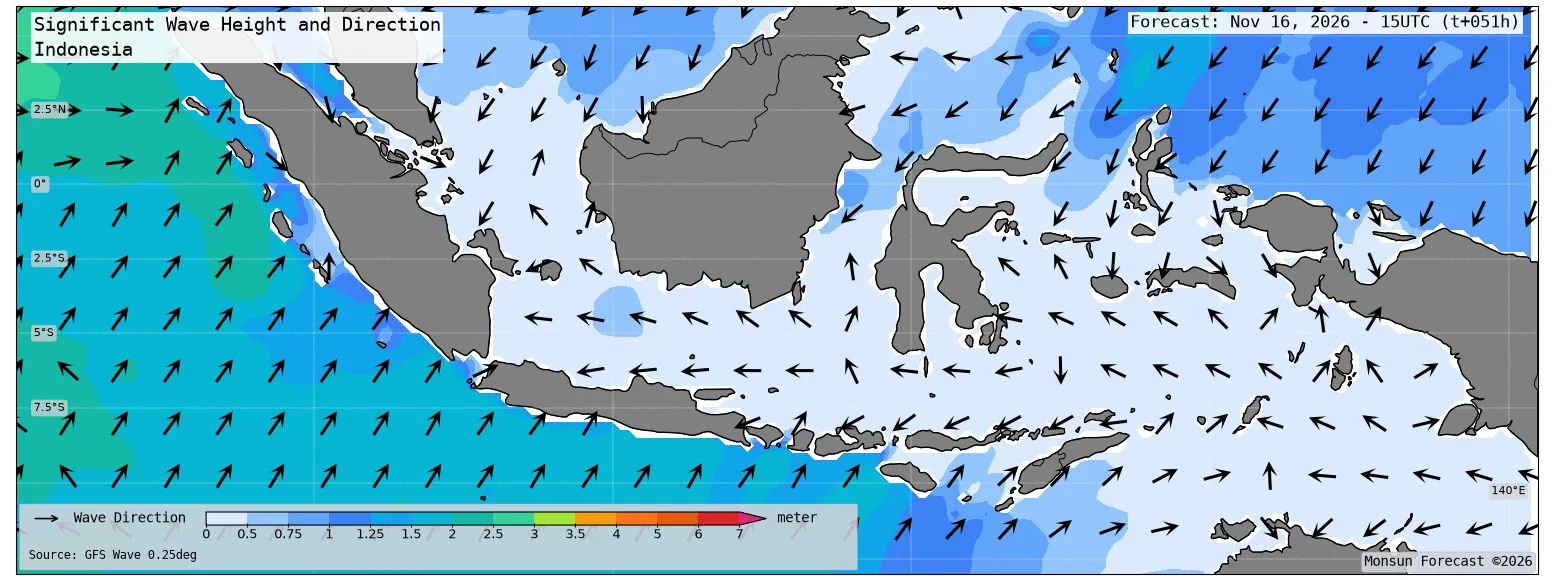 Significant Wave Height and Direction
Indonesia
Forecast: Nov 16, 2026 - 15UTC (t+051h)
2.5°N
0°
2.5°S
5°S
7.5°S
140°E
Wave Direction
0 0.5 0.75 1 1.25 1.5 2 2.5 3 3.5 4 5 6 7
meter
Source: GFS Wave 0.25deg
Monsun Forecast ©2026